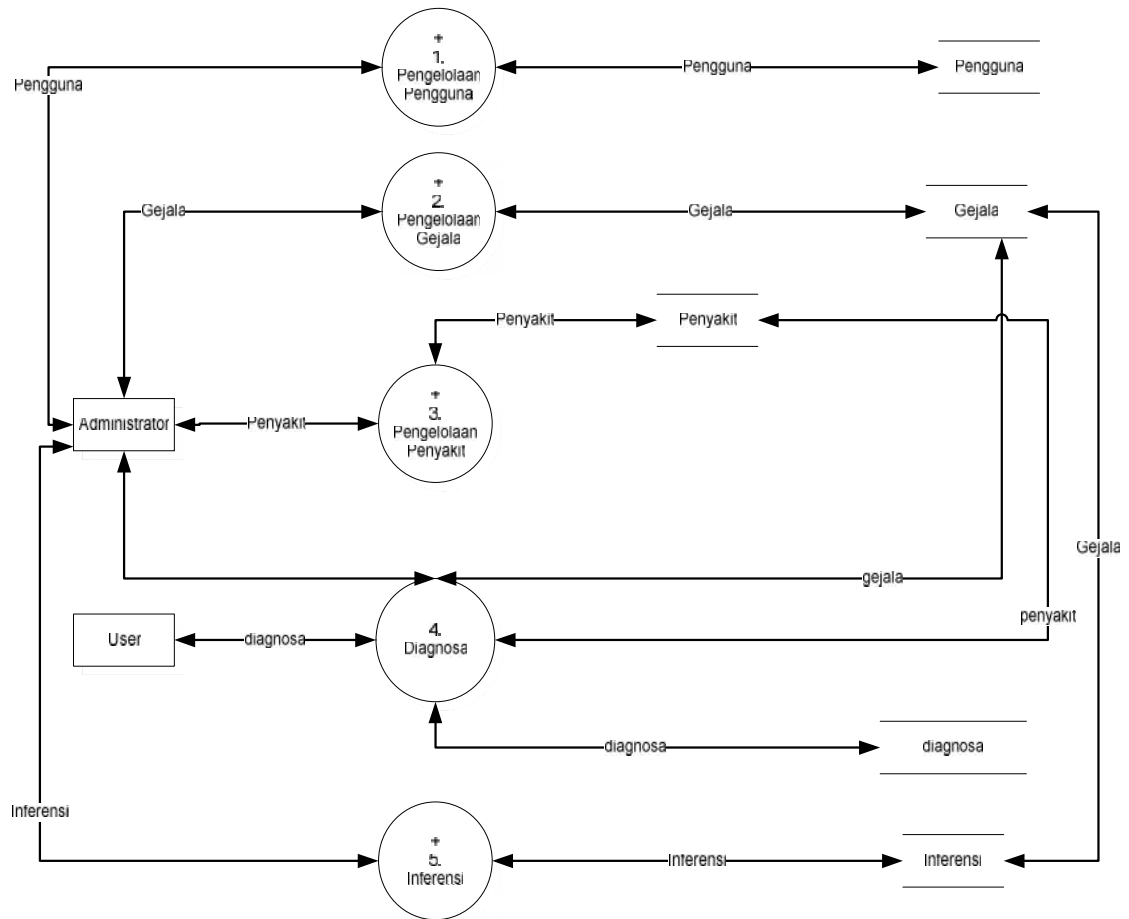 +
1.
Pengelolaan
Pengguna
Pengguna
Pengguna
Pengguna
+
2.
Pengelolaan
Gejala
Gejala
Gejala
Gejala
Penyakit
Penyakit
+
3.
Pengelolaan
Penyakit
Administrator
Penyakit
Gejala
gejala
penyakit
User
diagnosa
4.
Diagnosa
diagnosa
diagnosa
Inferensi
+
5.
Inferensi
Inferensi
Inferensi